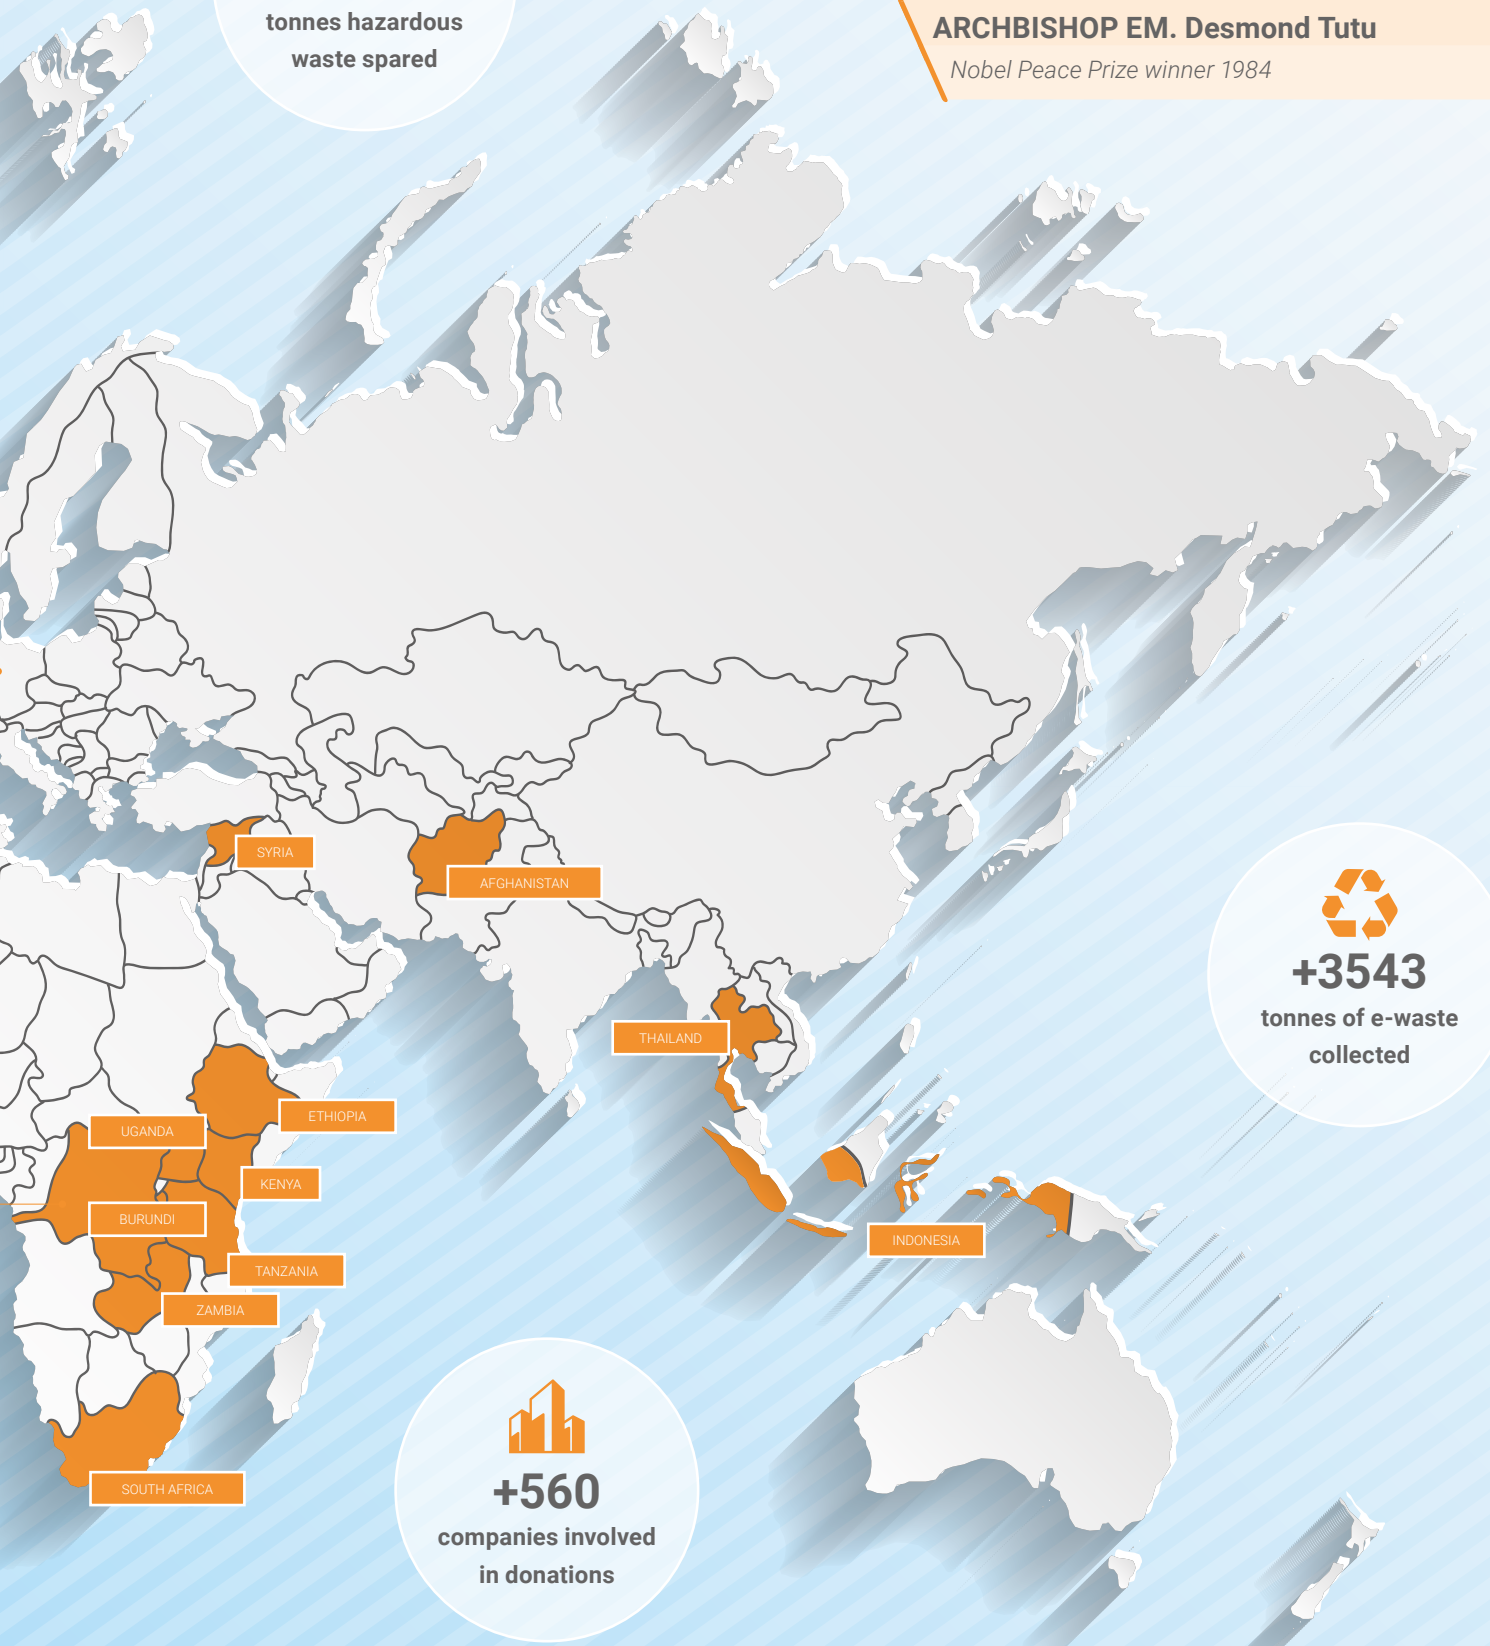 tonnes hazardous
waste spared
ARCHBISHOP EM. Desmond Tutu
Nobel Peace Prize winner 1984
SYRIA
AFGHANISTAN
+3543
tonnes of e-waste
collected
THAILAND
ETHIOPIA
UGANDA
KENYA
BURUNDI
INDONESIA
TANZANIA
ZAMBIA
+560
companies involved
in donations
SOUTH AFRICA